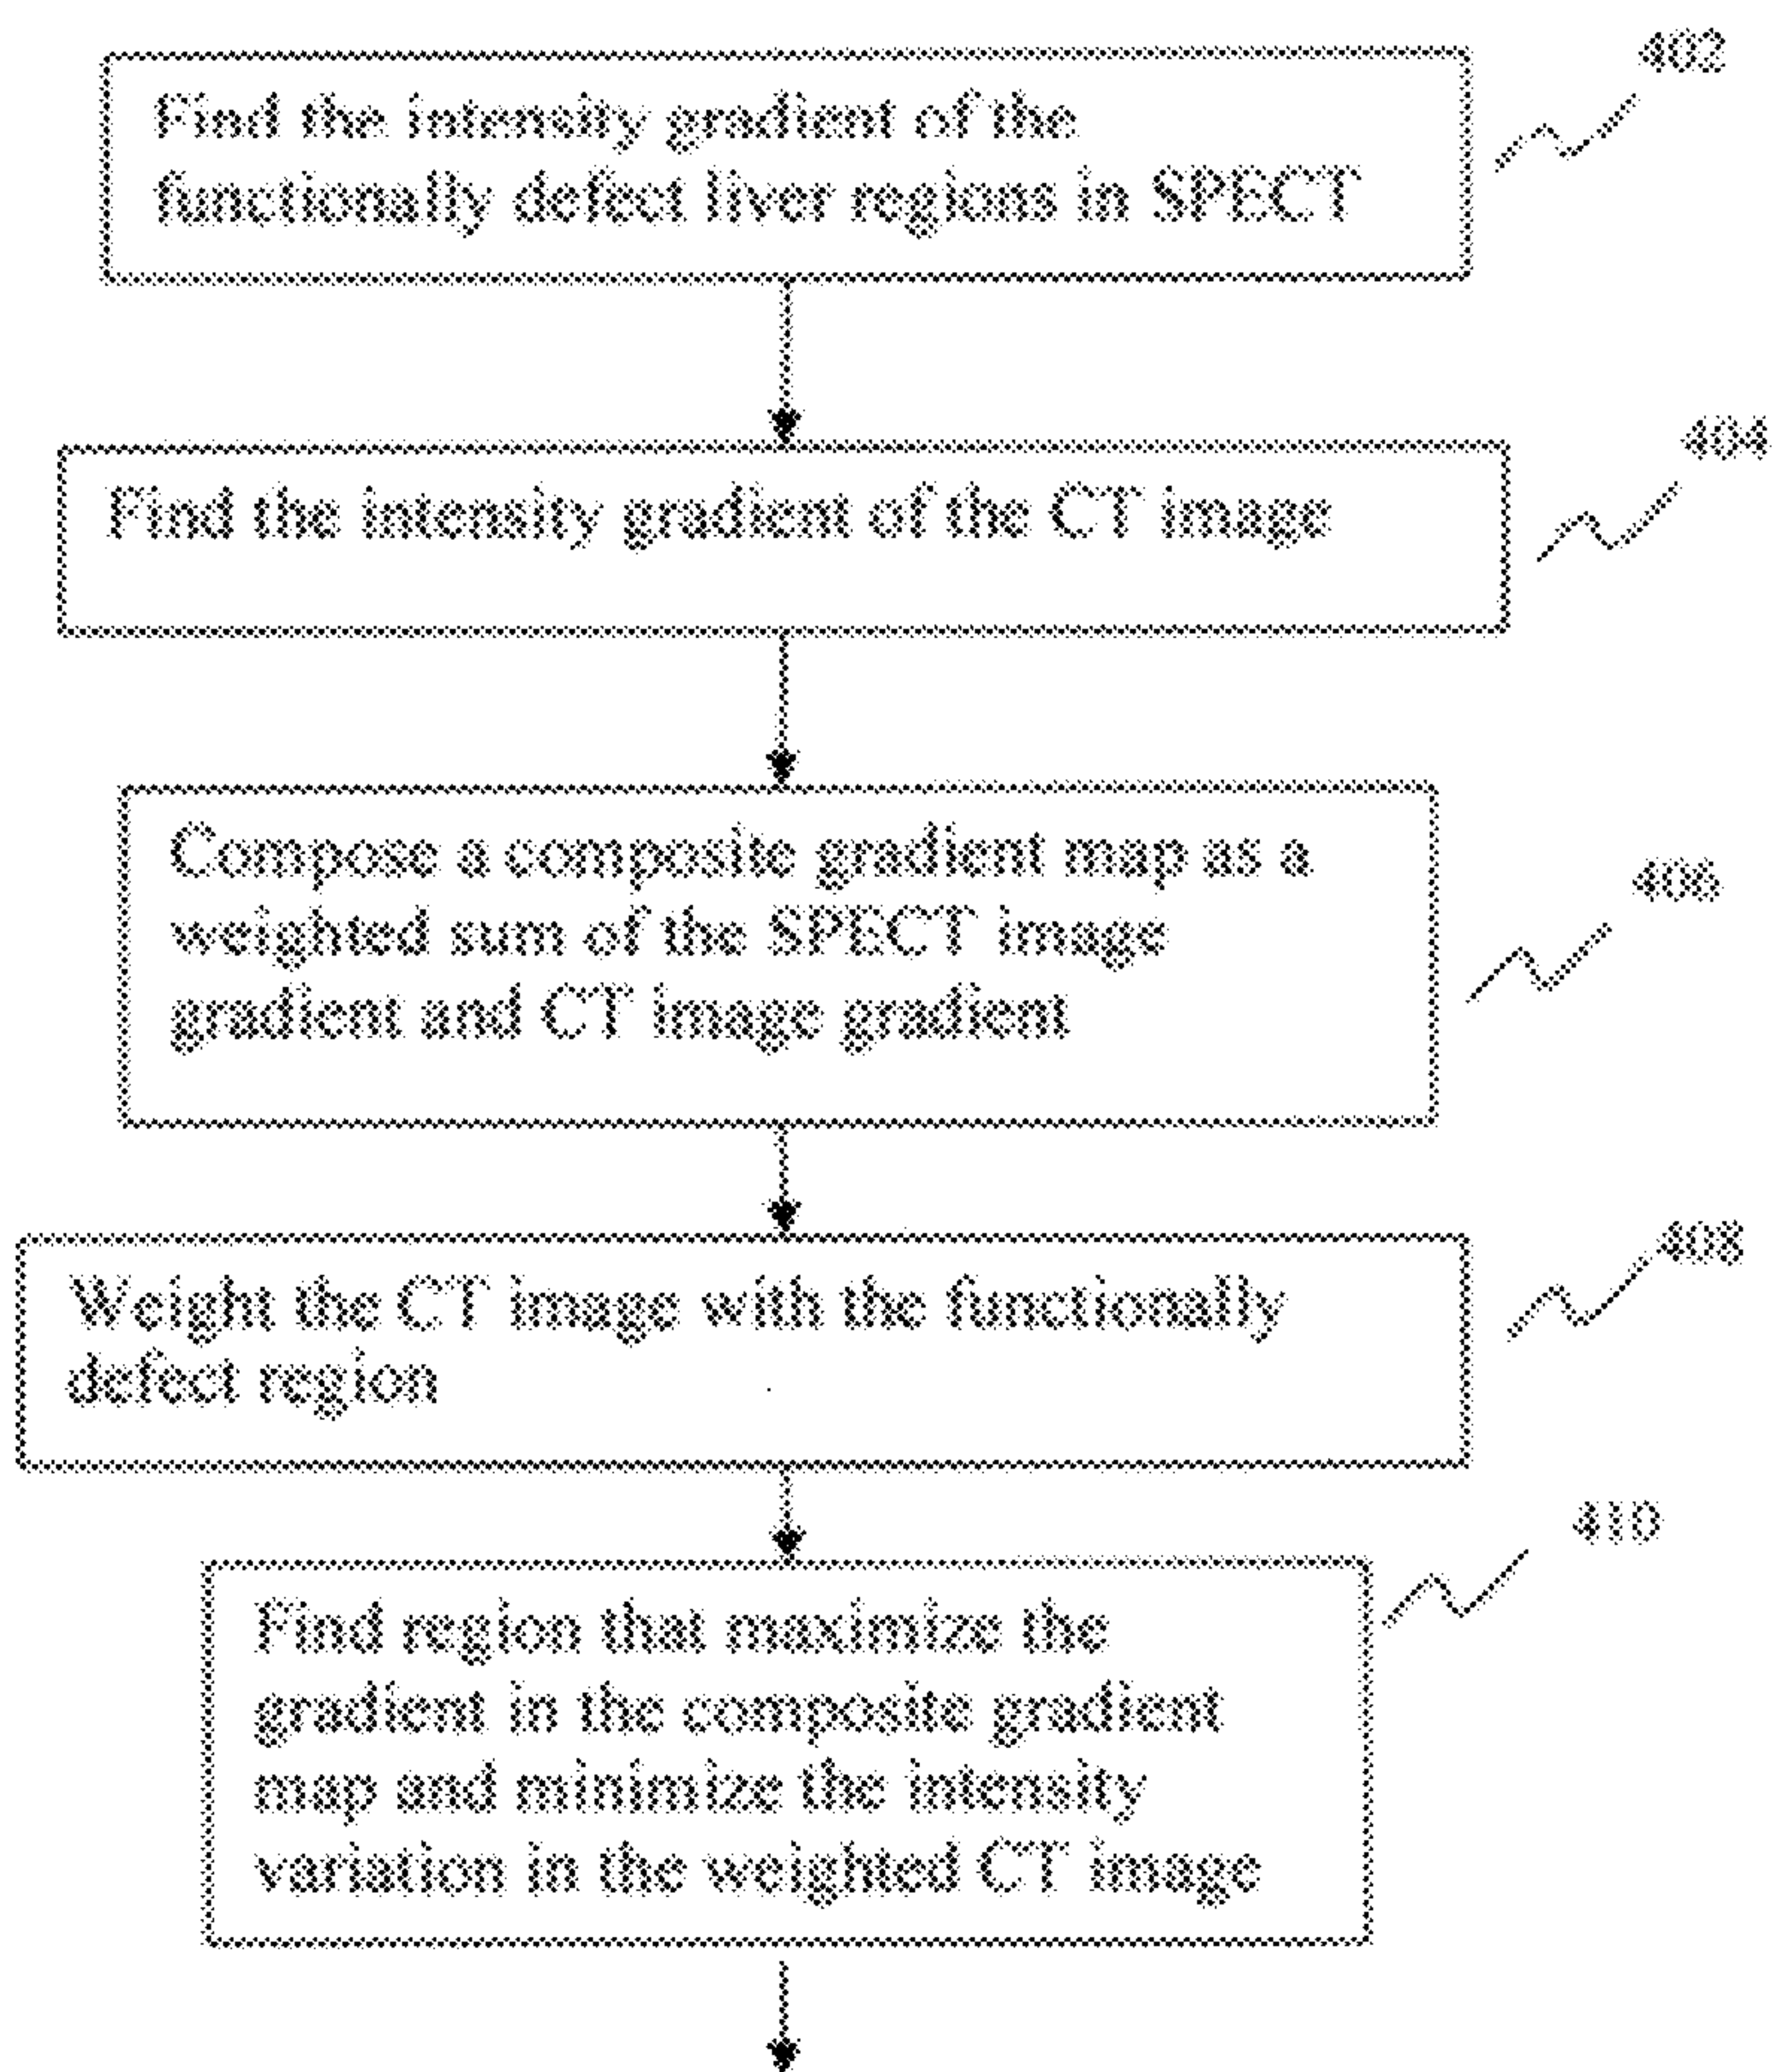 402
Find the intensity gradient of the
functionally defect liver regions in SPECT
404
Find the intensity gradient of the CT image
Compose a composite gradient map as a
406
weighted sum of the SPECT image
gradient and CT image gradient
408
Weight the CT image with the functionally
defect region
410
Find region that maximize the
gradient in the composite gradient
map and minimize the intensity
variation in the weighted CT image